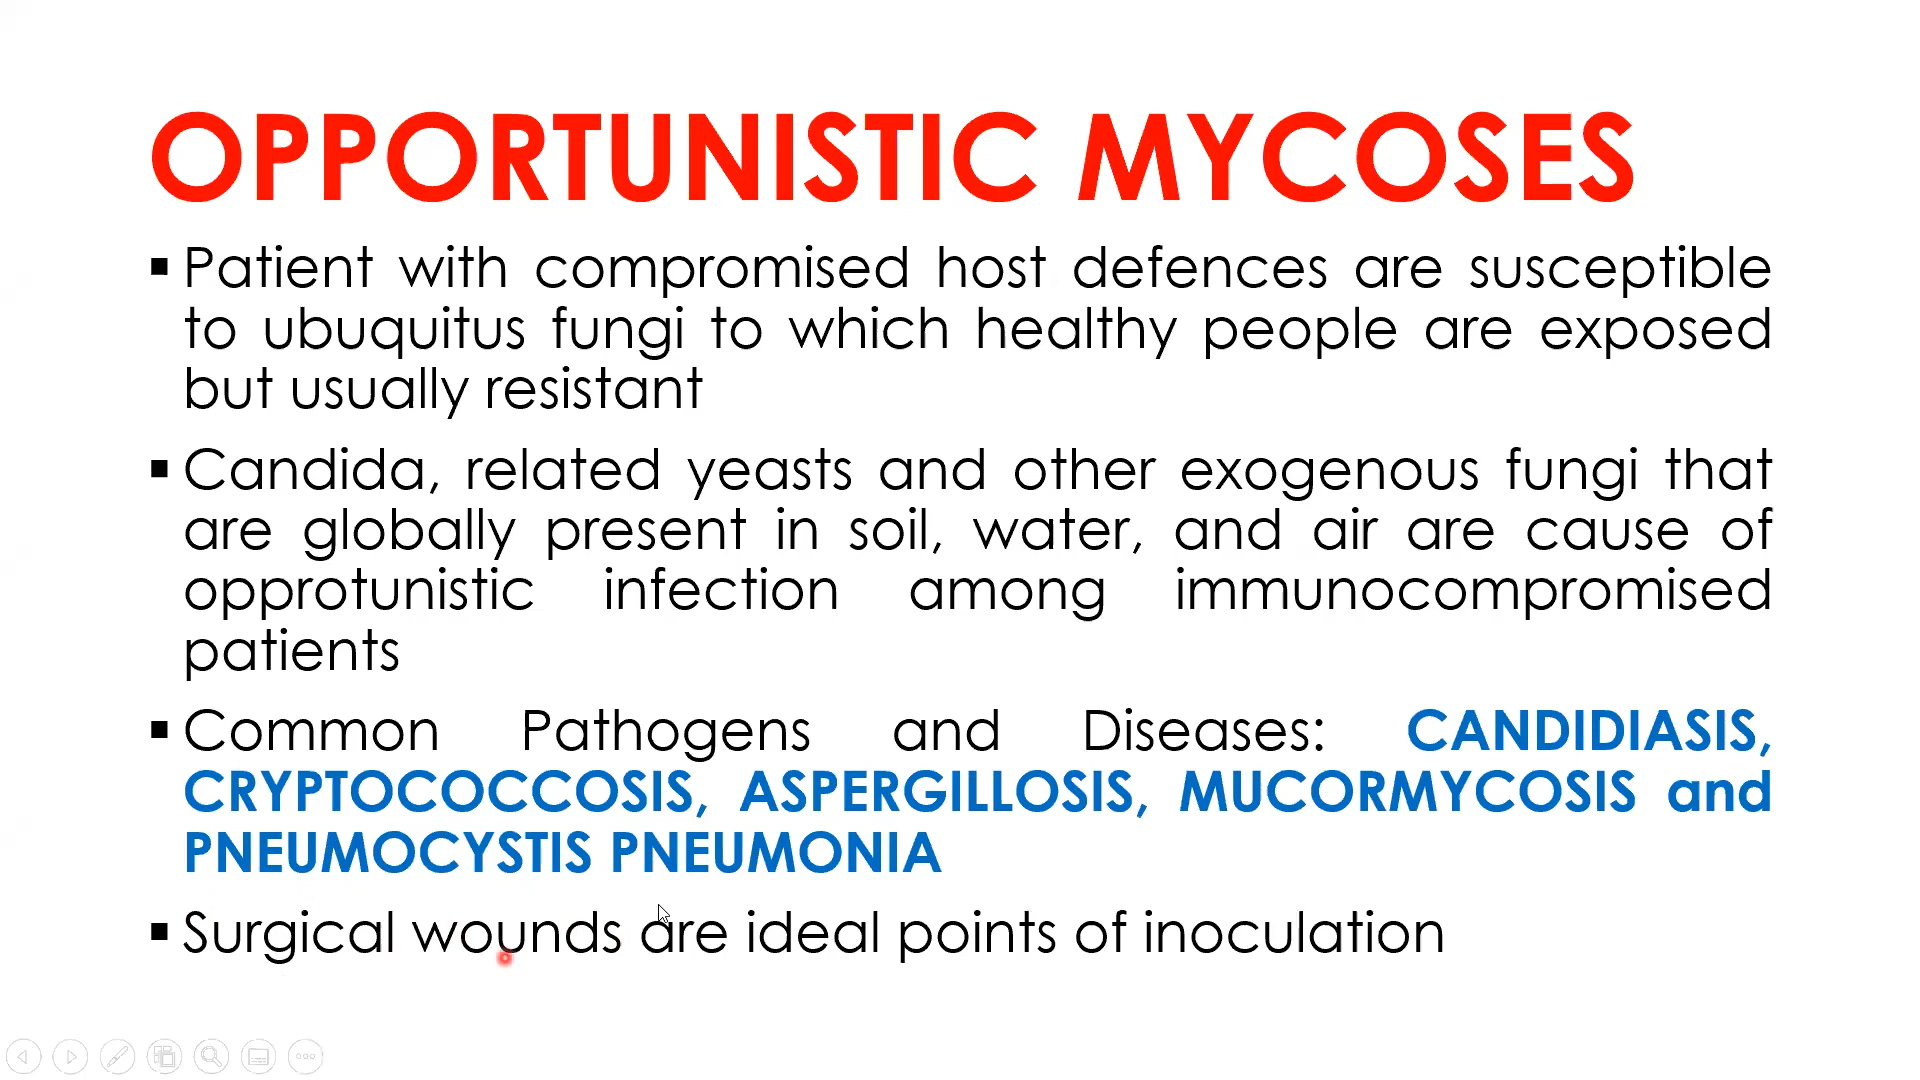 OPPORTUNISTIC MYCOSES
▪ Patient with compromised host defences are susceptible
to ubuquitus fungi to which healthy people are exposed
but usually resistant
▪ Candida, related yeasts and other exogenous fungi that
are globally present in soil, water, and air are cause of
opprotunistic infection among immunocompromised
patients
▪ Common Pathogens and Diseases: CANDIDIASIS,
CRYPTOCOCCOSIS, ASPERGILLOSIS, MUCORMYCOSIS and
PNEUMOCYSTIS PNEUMONIA
▪ Surgical wounds are ideal points of inoculation